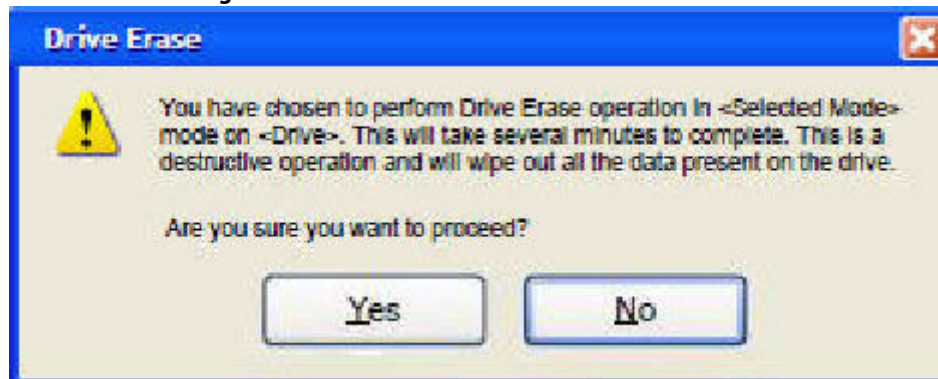 Drive Erase
You have chosen to perform Drive Erase operation in <Selected Mode>
mode on <Drive>. This will take several minutes to complete. This is a
destructive operation and will wipe out all the data present on the drive.
Are you sure you want to proceed?
Yes
No